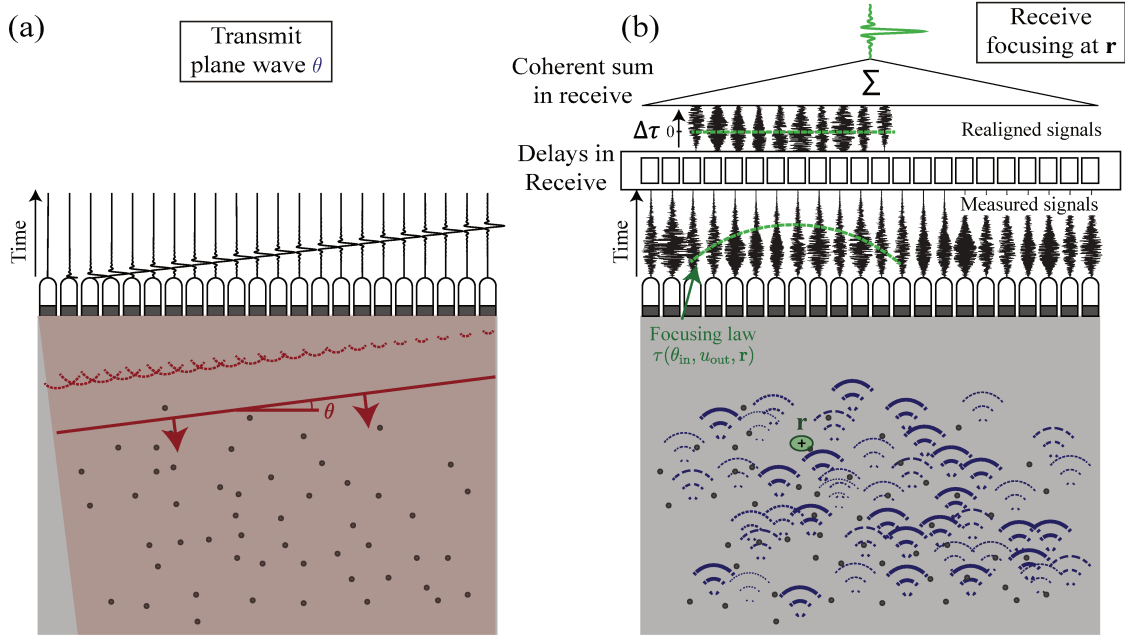 (a)
Transmit
plane wave θ
Time
θ
(b)
Receive
focusing at r
Coherent sum
in receive
Σ
Δτ 0
Realigned signals
Delays in
Receive
Measured signals
Time
Focusing law
τ(θin, uout, r)
r